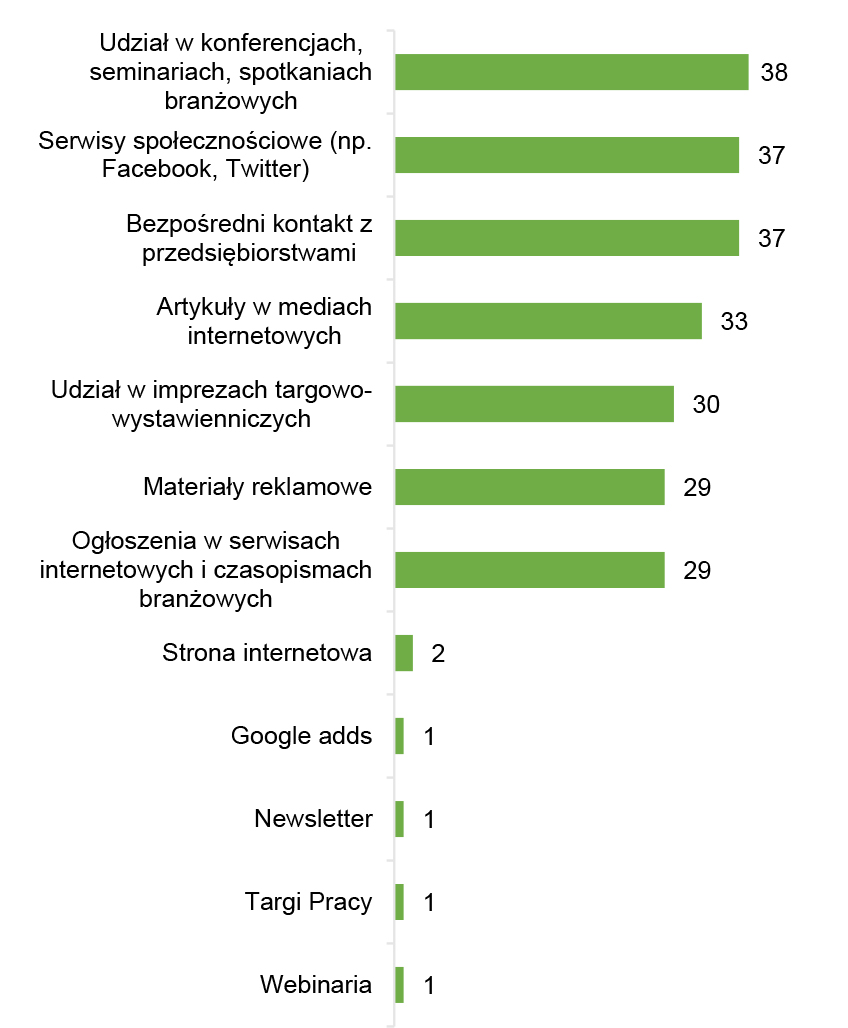 Udział w konferencjach,
seminariach, spotkaniach
branżowych
38
Serwisy społecznościowe (np.
Facebook, Twitter)
37
Bezpośredni kontakt z
przedsiębiorstwami
37
Artykuły w mediach
internetowych
33
Udział w imprezach targowo-
wystawienniczych
30
Materiały reklamowe
29
Ogłoszenia w serwisach
internetowych i czasopismach
branżowych
29
Strona internetowa
2
Google adds
1
Newsletter
1
Targi Pracy
1
Webinaria
1